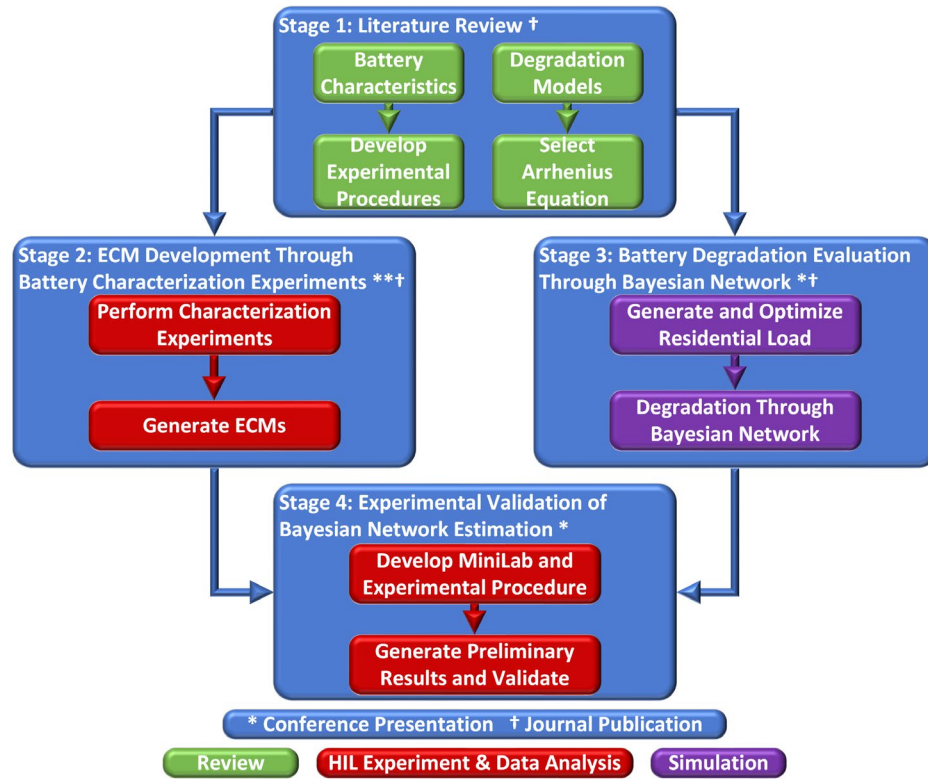 Stage 1: Literature Review †
Battery
Characteristics
Degradation
Models
Develop
Experimental
Procedures
Select
Arrhenius
Equation
Stage 2: ECM Development Through
Battery Characterization Experiments **†
Perform Characterization
Experiments
Generate ECMs
Stage 3: Battery Degradation Evaluation
Through Bayesian Network *†
Generate and Optimize
Residential Load
Degradation Through
Bayesian Network
Stage 4: Experimental Validation of
Bayesian Network Estimation *
Develop MiniLab and
Experimental Procedure
Generate Preliminary
Results and Validate
* Conference Presentation † Journal Publication
Review
HIL Experiment & Data Analysis
Simulation